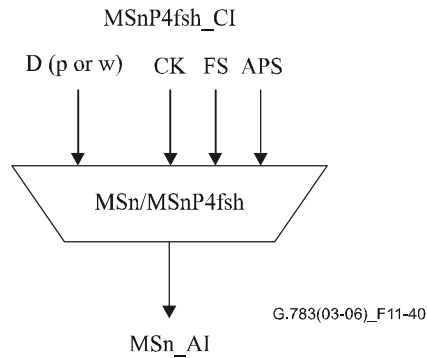 MSnP4fsh_CI
D (p or w) CK FS APS
MSn/MSnP4fsh
G.783(03-06)_F11-40
MSn_AI